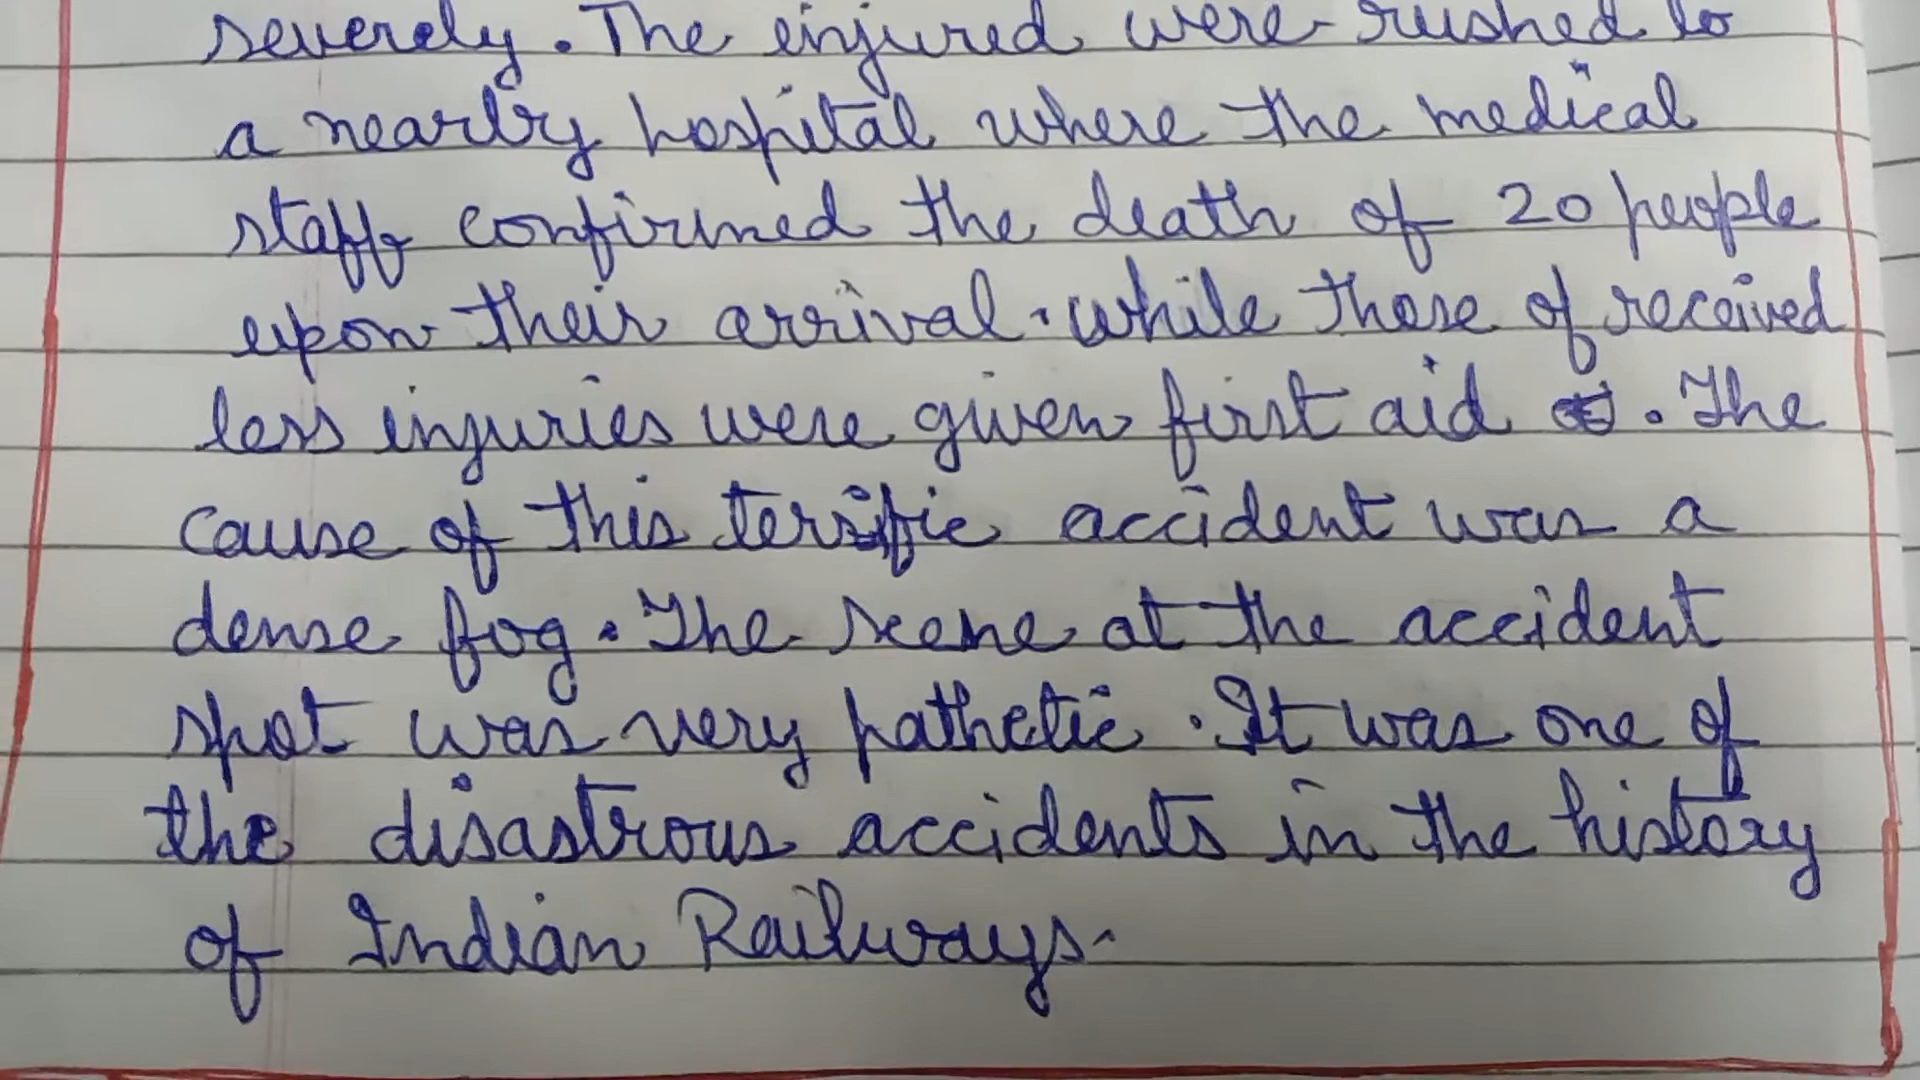 severely. The injured were rushed to
a nearby hospital where the medical
staff confirmed the death of 20 people
upon their arrival. while those of received
less injuries were given first aid . The
cause of this terrific accident was a
dense fog. The scene at the accident
spot was very pathetic. It was one of
the disastrous accidents in the history
of Indian Railways.